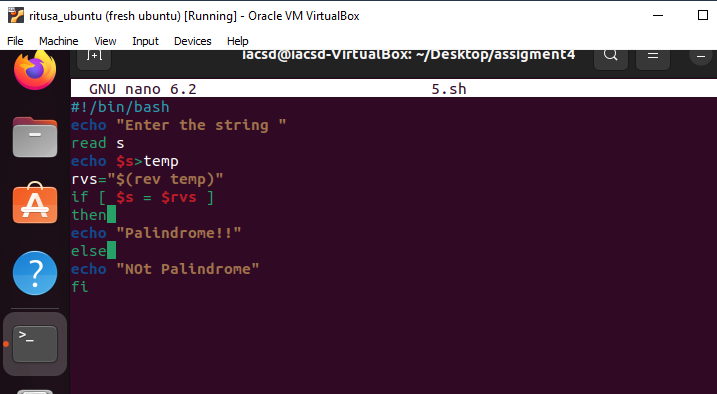 ritusa_ubuntu (fresh ubuntu) [Running] - Oracle VM VirtualBox
File Machine View Input Devices Help
lacsd@lacsd-VirtualBox: ~/Desktop/assigment4
GNU nano 6.2 5.sh
#!/bin/bash
echo "Enter the string "
read s
echo $s>temp
rvs="$(rev temp)"
if [ $s = $rvs ]
then
echo "Palindrome!!"
else
echo "NOt Palindrome"
fi
>_